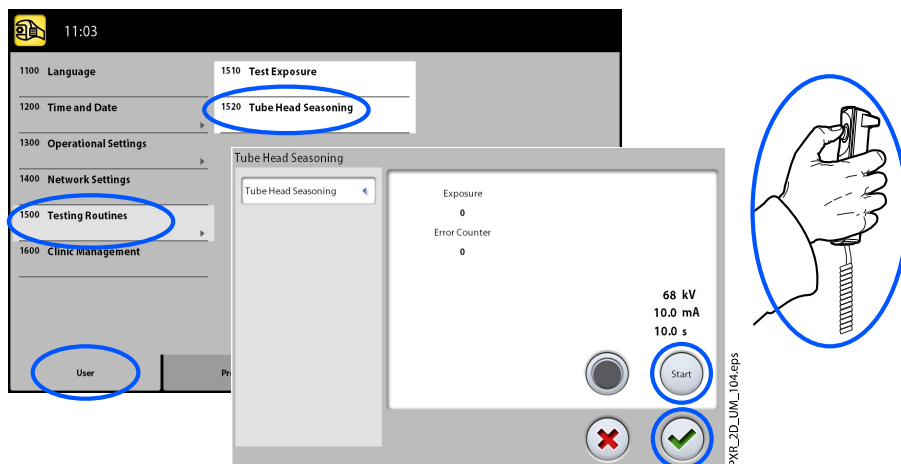 11:03
1100 Language
1200 Time and Date
1300 Operational Settings
1400 Network Settings
1500 Testing Routines
1600 Clinic Management
1510 Test Exposure
1520 Tube Head Seasoning
User
Pr
Tube Head Seasoning
Tube Head Seasoning
Exposure
0
Error Counter
0
68 kV
10.0 mA
10.0 s
Start
PXR_2D_UM_104.eps